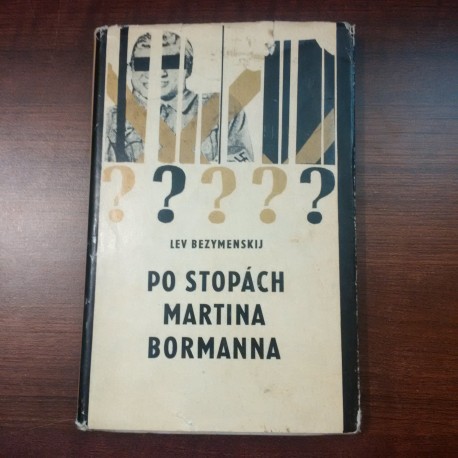 ? ? ? ? ?
LEV BEZYMENSKIJ
PO STOPÁCH
MARTINA
BORMANNA